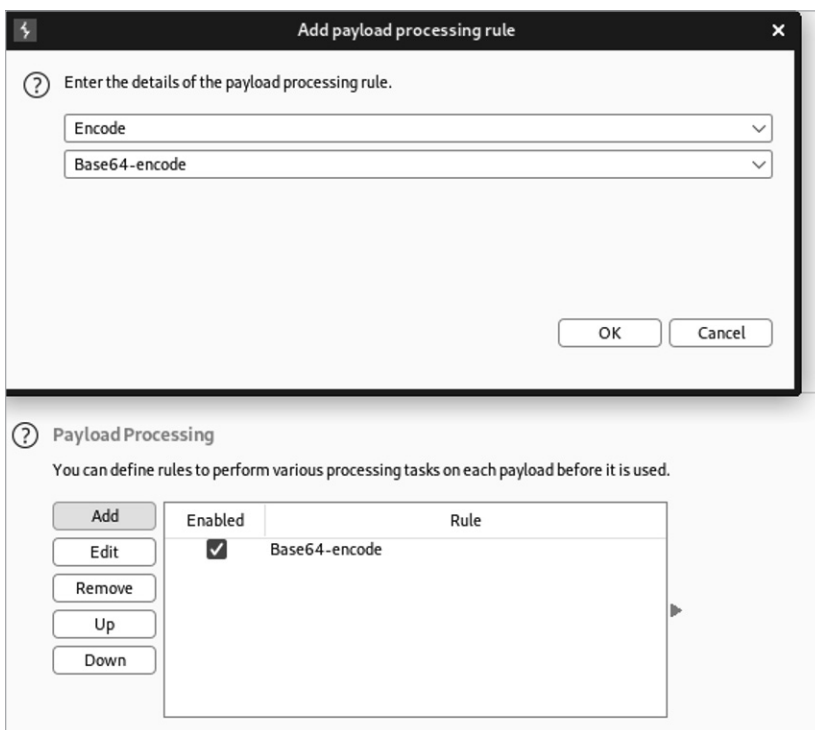 Add payload processing rule
Enter the details of the payload processing rule.
Encode
Base64-encode
OK Cancel
Payload Processing
You can define rules to perform various processing tasks on each payload before it is used.
Add
Enabled Rule
Edit
Base64-encode
Remove
Up
Down